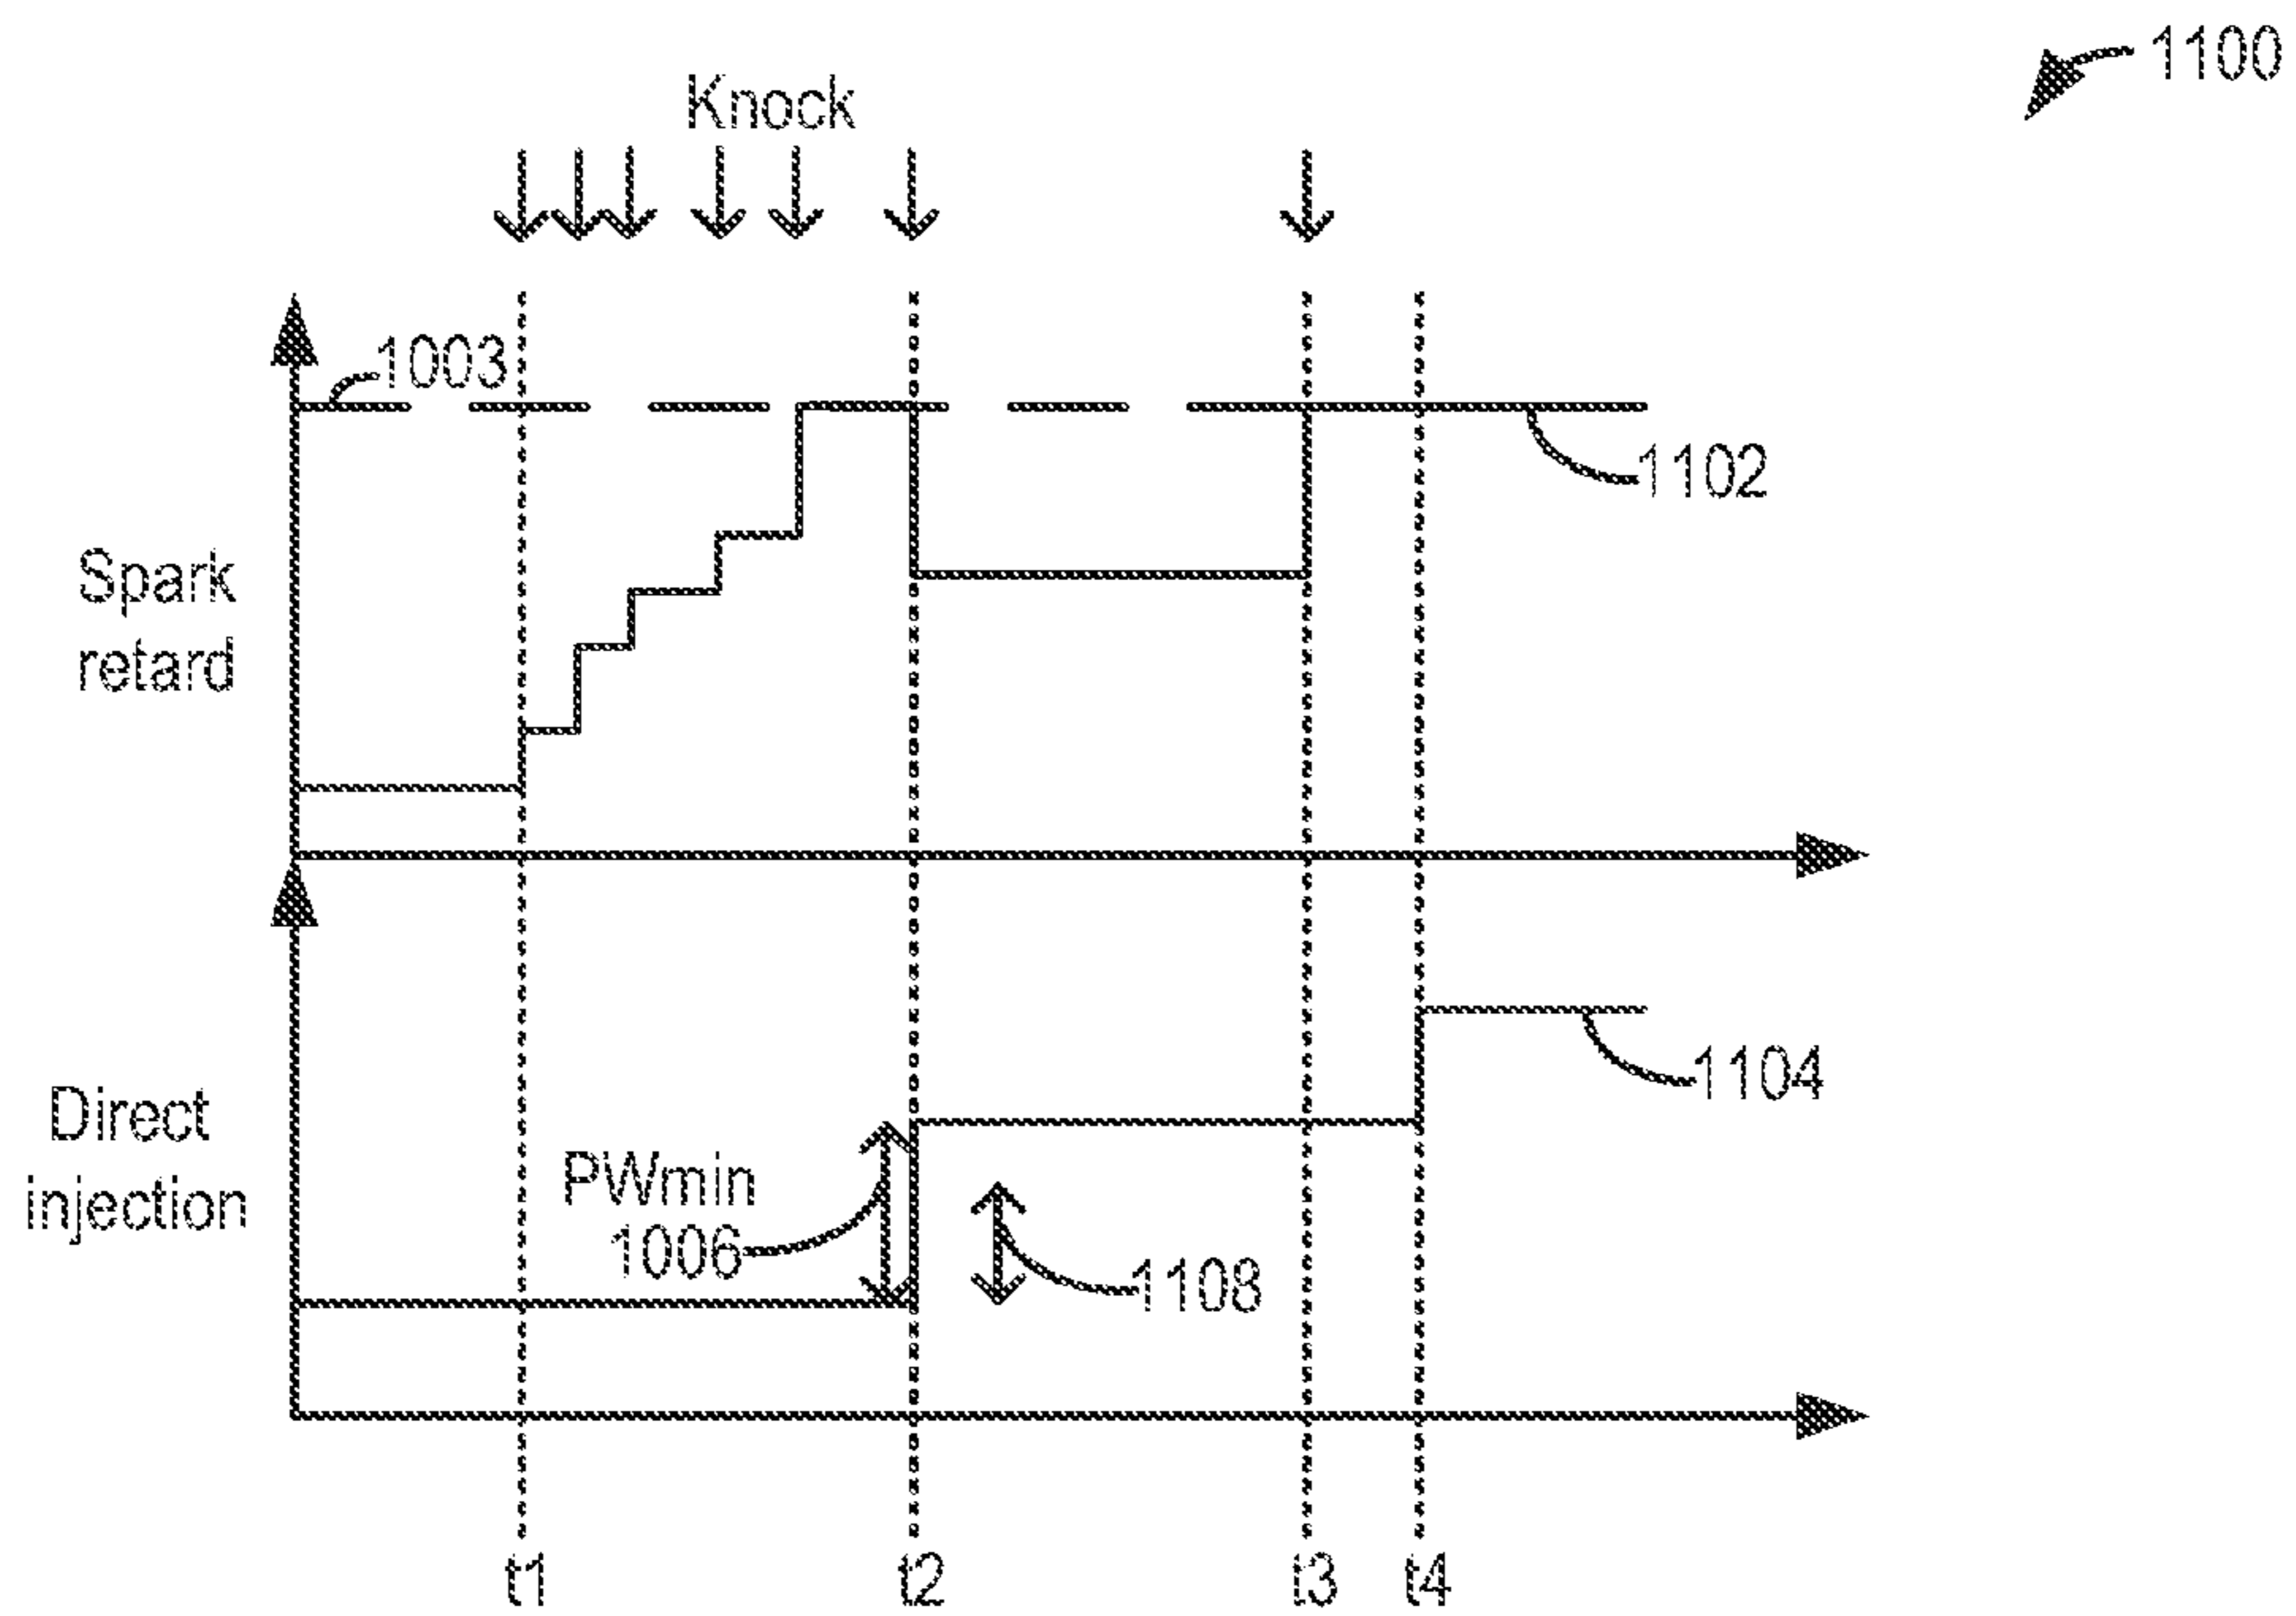 1100
Knock
1003
1102
Spark
retard
1104
Direct
injection
PWmin
1006
1108
t1 t2 t3 t4